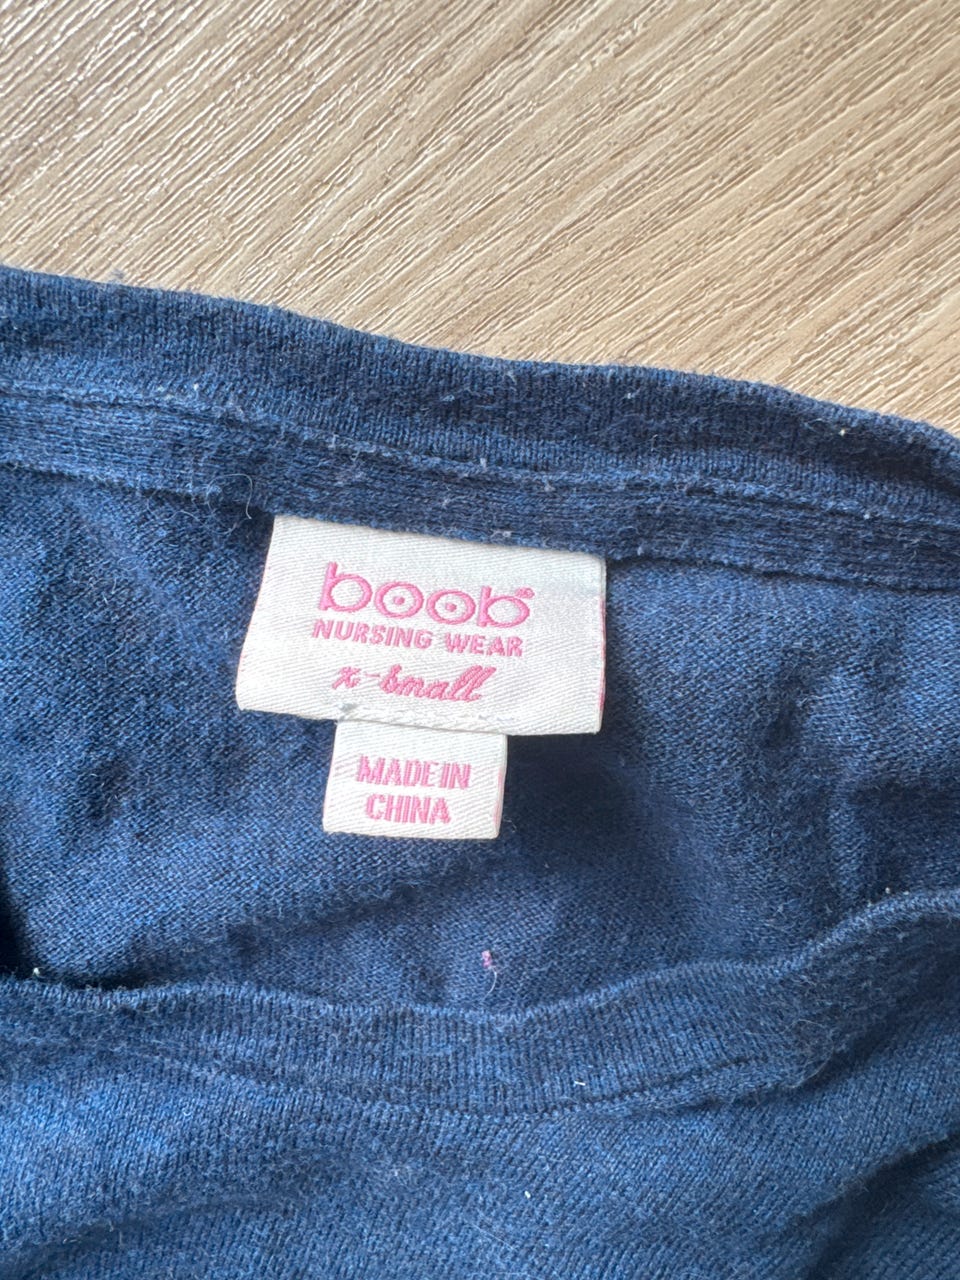 boob®
NURSING WEAR
x-small
MADE IN
CHINA